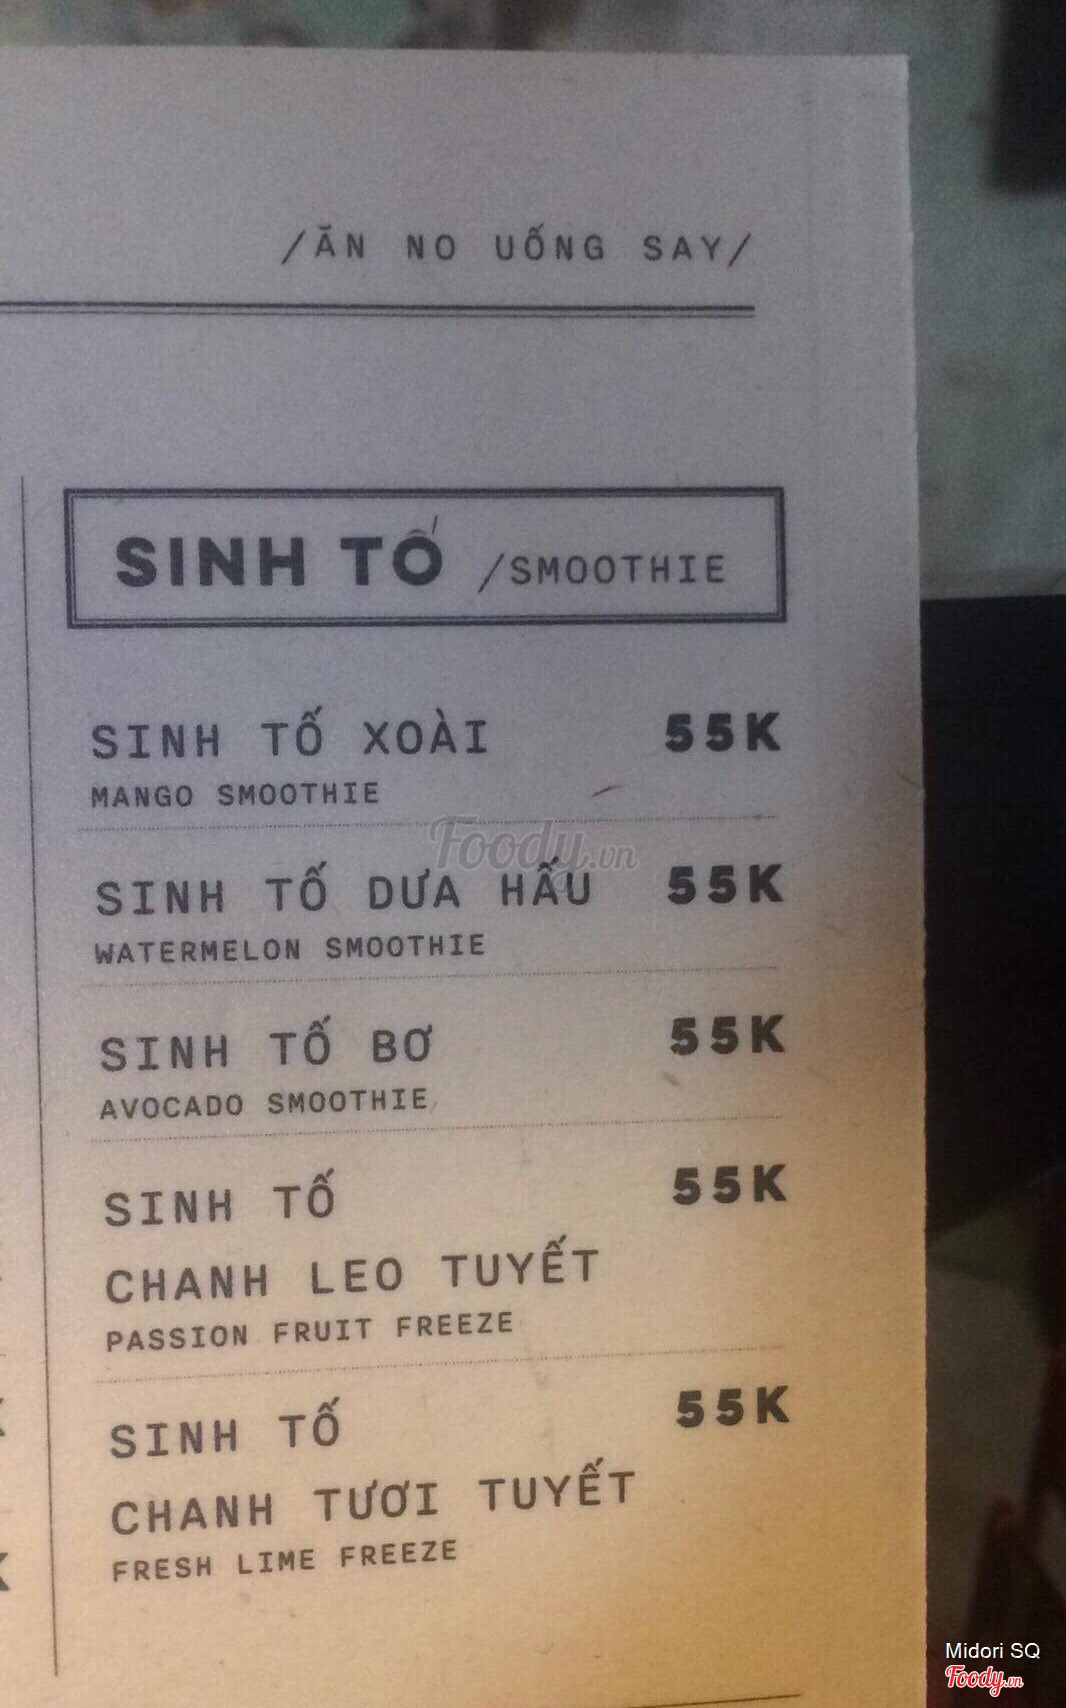 /ĂN NO UỐNG SAY/
SINH TỐ /SMOOTHIE
SINH TỐ XOÀI 55K
MANGO SMOOTHIE
Foody.vn
SINH TỐ DƯA HẤU 55K
WATERMELON SMOOTHIE
SINH TỐ BƠ 55K
AVOCADO SMOOTHIE
SINH TỐ 55K
CHANH LEO TUYẾT
PASSION FRUIT FREEZE
SINH TỐ 55K
CHANH TƯƠI TUYẾT
FRESH LIME FREEZE
Midori SQ
Foody.vn